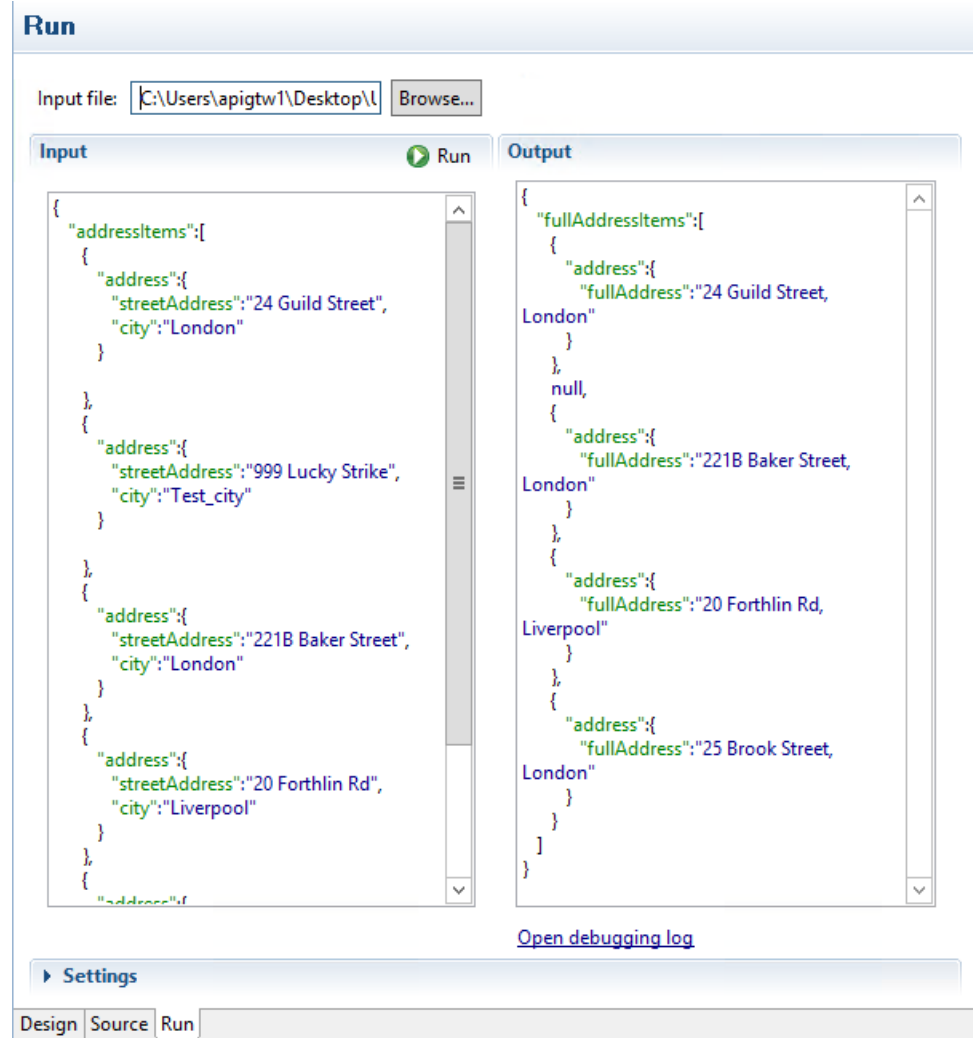 Run
Input file: C:\Users\apigtw1\Desktop\U Browse...
Input
Run
{
"addressItems":[
{
"address":{
"streetAddress":"24 Guild Street",
"city":"London"
}
},
{
"address":{
"streetAddress":"999 Lucky Strike",
"city":"Test_city"
}
},
{
"address":{
"streetAddress":"221B Baker Street",
"city":"London"
}
},
{
"address":{
"streetAddress":"20 Forthlin Rd",
"city":"Liverpool"
}
},
{
"address":{
Output
{
"fullAddressItems":[
{
"address":{
"fullAddress":"24 Guild Street,
London"
}
},
null,
{
"address":{
"fullAddress":"221B Baker Street,
London"
}
},
{
"address":{
"fullAddress":"20 Forthlin Rd,
Liverpool"
}
},
{
"address":{
"fullAddress":"25 Brook Street,
London"
}
}
]
}
Open debugging log
Settings
Design Source Run